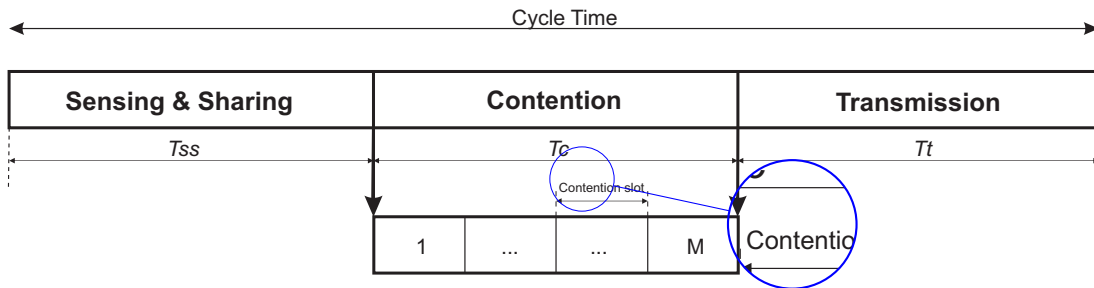 Cycle Time
Sensing & Sharing Contention Transmission
Tss Tc Tt
Contention slot
1 ... ... M
Contentio